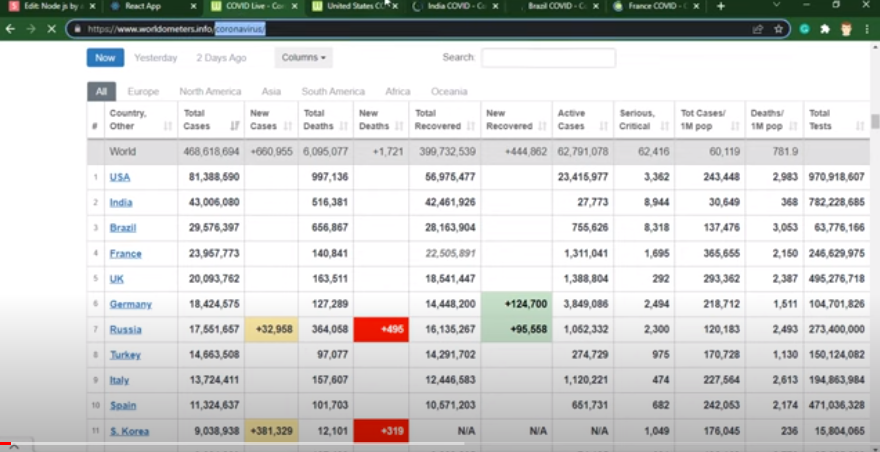 Edit: Node js by React App COVID Live - Co United States CO India COVID - C Brazil COVID - C France COVID - C
https://www.worldometers.info/coronavirus/
Now Yesterday 2 Days Ago Columns Search:
All Europe North America Asia South America Africa Oceania
# Country, Other Total Cases New Cases Total Deaths New Deaths Total Recovered New Recovered Active Cases Serious, Critical Tot Cases/ 1M pop Deaths/ 1M pop Total Tests
World 468,618,694 +660,955 6,095,077 +1,721 399,732,539 +444,862 62,791,078 62,416 60,119 781.9
1 USA 81,388,590 997,136 56,975,477 23,415,977 3,362 243,448 2,983 970,918,607
2 India 43,006,080 516,381 42,461,926 27,773 8,944 30,649 368 782,228,685
3 Brazil 29,576,397 656,867 28,163,904 755,626 8,318 137,476 3,053 63,776,166
4 France 23,957,773 140,841 22,505,891 1,311,041 1,695 365,655 2,150 246,629,975
5 UK 20,093,762 163,511 18,541,447 1,388,804 292 293,362 2,387 495,276,718
6 Germany 18,424,575 127,289 14,448,200 +124,700 3,849,086 2,494 218,712 1,511 104,701,826
7 Russia 17,551,657 +32,958 364,058 +495 16,135,267 +95,558 1,052,332 2,300 120,183 2,493 273,400,000
8 Turkey 14,663,508 97,077 14,291,702 274,729 975 170,728 1,130 150,124,082
9 Italy 13,724,411 157,607 12,446,583 1,120,221 474 227,564 2,613 194,863,984
10 Spain 11,324,637 101,703 10,571,203 651,731 682 242,053 2,174 471,036,328
11 S. Korea 9,038,938 +381,329 12,101 +319 N/A N/A N/A 1,049 176,045 236 15,804,065